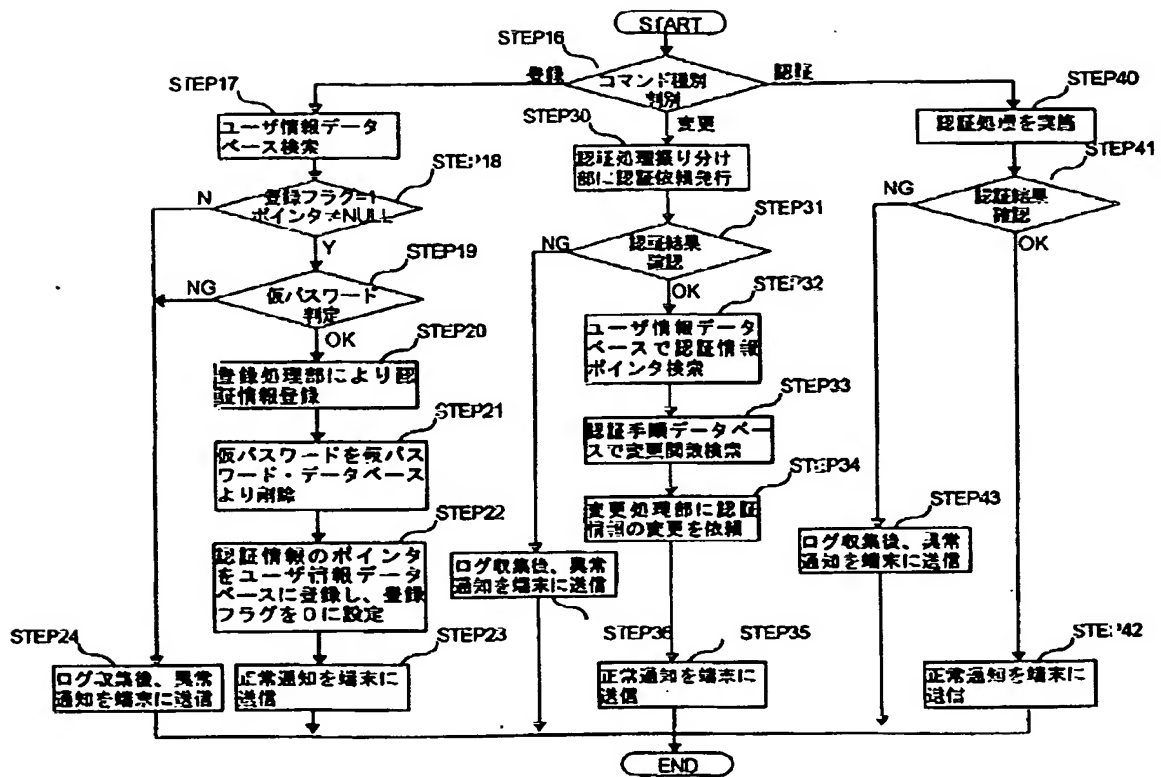 START
STEP16
コマンド種別
判別
登録
認証
変更
STEP17
ユーザ情報データ
ベース検索
STEP18
登録フラグ=1
ポインタ≠NULL
N
Y
STEP19
仮パスワード
判定
NG
OK
STEP20
登録処理部により認
証情報登録
STEP21
仮パスワードを仮パス
ワード・データベース
より削除
STEP22
認証情報のポインタ
をユーザ情報データ
ベースに登録し、登録
フラグを0に設定
STEP23
正常通知を端末に
送信
STEP24
ログ収集後、異常
通知を端末に送信
STEP30
認証処理振り分け
部に認証依頼発行
STEP31
認証結果
確認
NG
OK
STEP32
ユーザ情報データ
ベースで認証情報
ポインタ検索
STEP33
認証手順データベー
スで変更関数検索
STEP34
変更処理部に認証
情報の変更を依頼
ログ収集後、異常
通知を端末に送信
STEP36
STEP35
正常通知を端末に
送信
STEP40
認証処理を実施
STEP41
認証結果
確認
NG
OK
STEP43
ログ収集後、異常
通知を端末に送信
STEP42
正常通知を端末に
送信
END